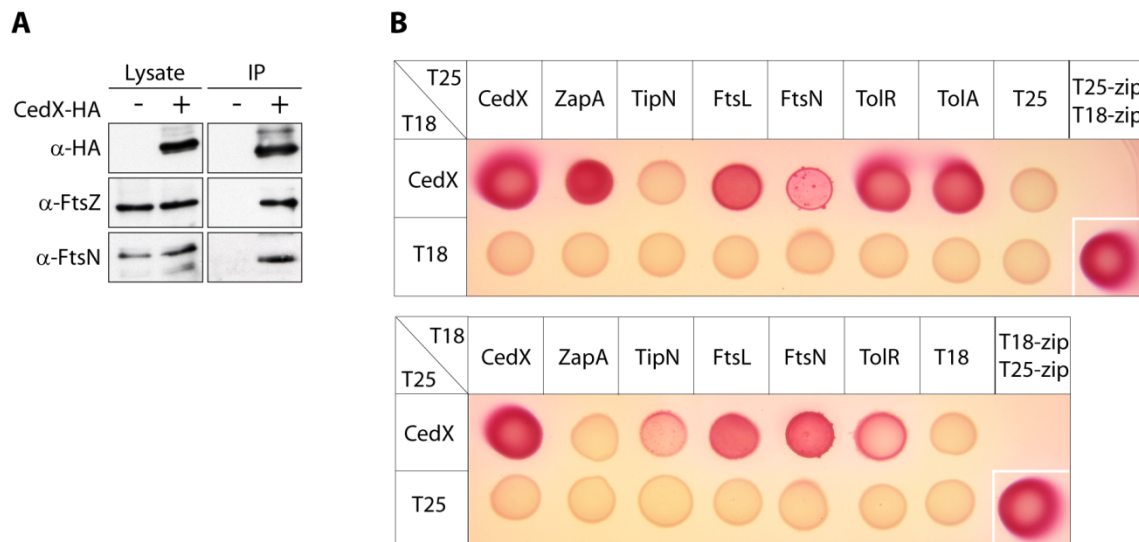 A
Lysate IP
CedX-HA - + - +
α-HA
α-FtsZ
α-FtsN
B
T25
T18
CedX ZapA TipN FtsL FtsN TolR TolA T25 T25-zip
T18-zip
CedX
T18
T18
T25
CedX ZapA TipN FtsL FtsN TolR T18 T18-zip
T25-zip
CedX
T25